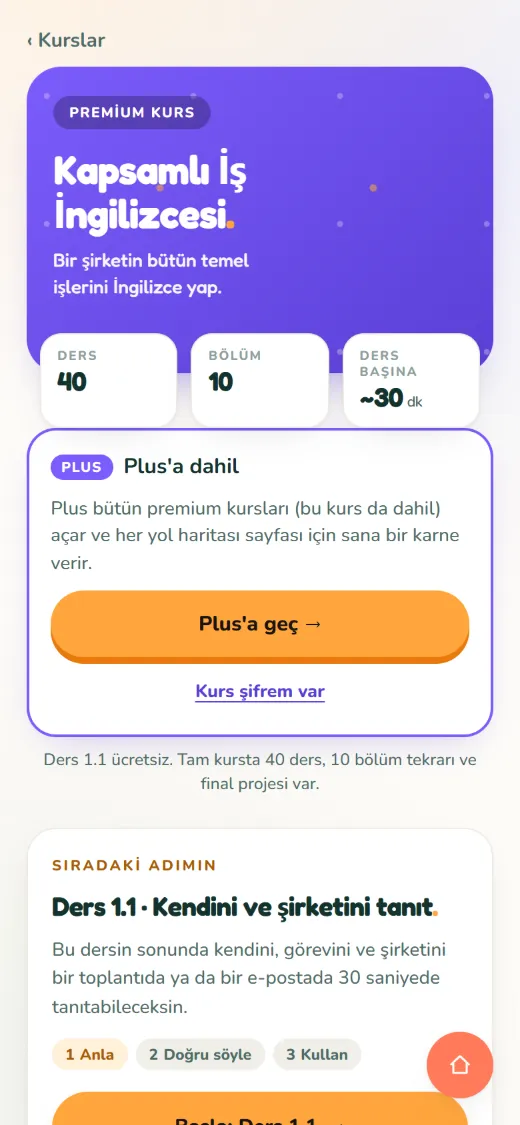 ‹ Kurslar
PREMİUM KURS
Kapsamlı İş
İngilizcesi.
Bir şirketin bütün temel
işlerini İngilizce yap.
DERS
40
BÖLÜM
10
DERS
BAŞINA
~30 dk
PLUS Plus'a dahil
Plus bütün premium kursları (bu kurs da dahil)
açar ve her yol haritası sayfası için sana bir karne
verir.
Plus'a geç →
Kurs şifrem var
Ders 1.1 ücretsiz. Tam kursta 40 ders, 10 bölüm tekrarı ve
final projesi var.
SIRADAKİ ADIMIN
Ders 1.1 · Kendini ve şirketini tanıt.
Bu dersin sonunda kendini, görevini ve şirketini
bir toplantıda ya da bir e-postada 30 saniyede
tanıtabileceksin.
1 Anla
2 Doğru söyle
3 Kullan